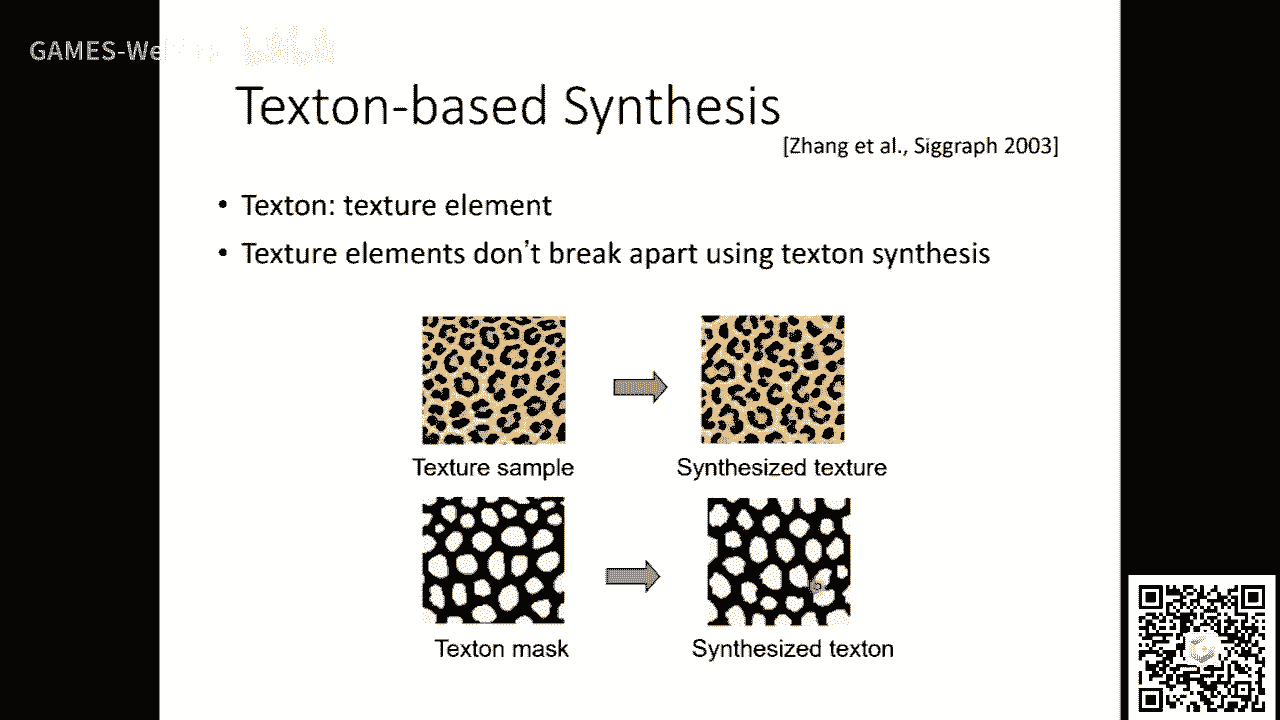 GAMES-We
Texton-based Synthesis
[Zhang et al., Siggraph 2003]
• Texton: texture element
• Texture elements don’t break apart using texton synthesis
Texture sample
Synthesized texture
Texton mask
Synthesized texton